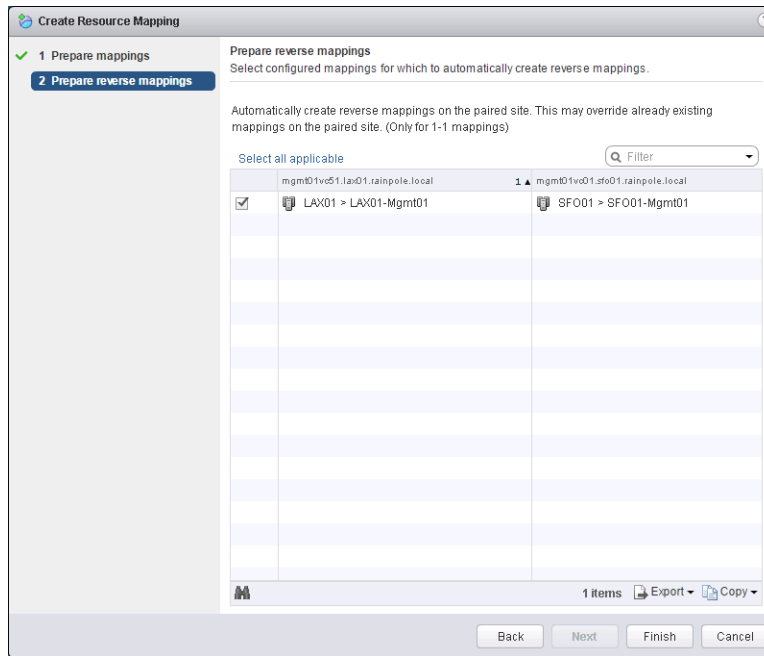 Create Resource Mapping
1 Prepare mappings
2 Prepare reverse mappings
Prepare reverse mappings
Select configured mappings for which to automatically create reverse mappings.
Automatically create reverse mappings on the paired site. This may override already existing
mappings on the paired site. (Only for 1-1 mappings)
Select all applicable
Filter
mgmt01vc51.lax01.rainpole.local 1 mgmt01vc01.sfo01.rainpole.local
LAX01 > LAX01-Mgmt01 SFO01 > SFO01-Mgmt01
1 items Export Copy
Back Next Finish Cancel